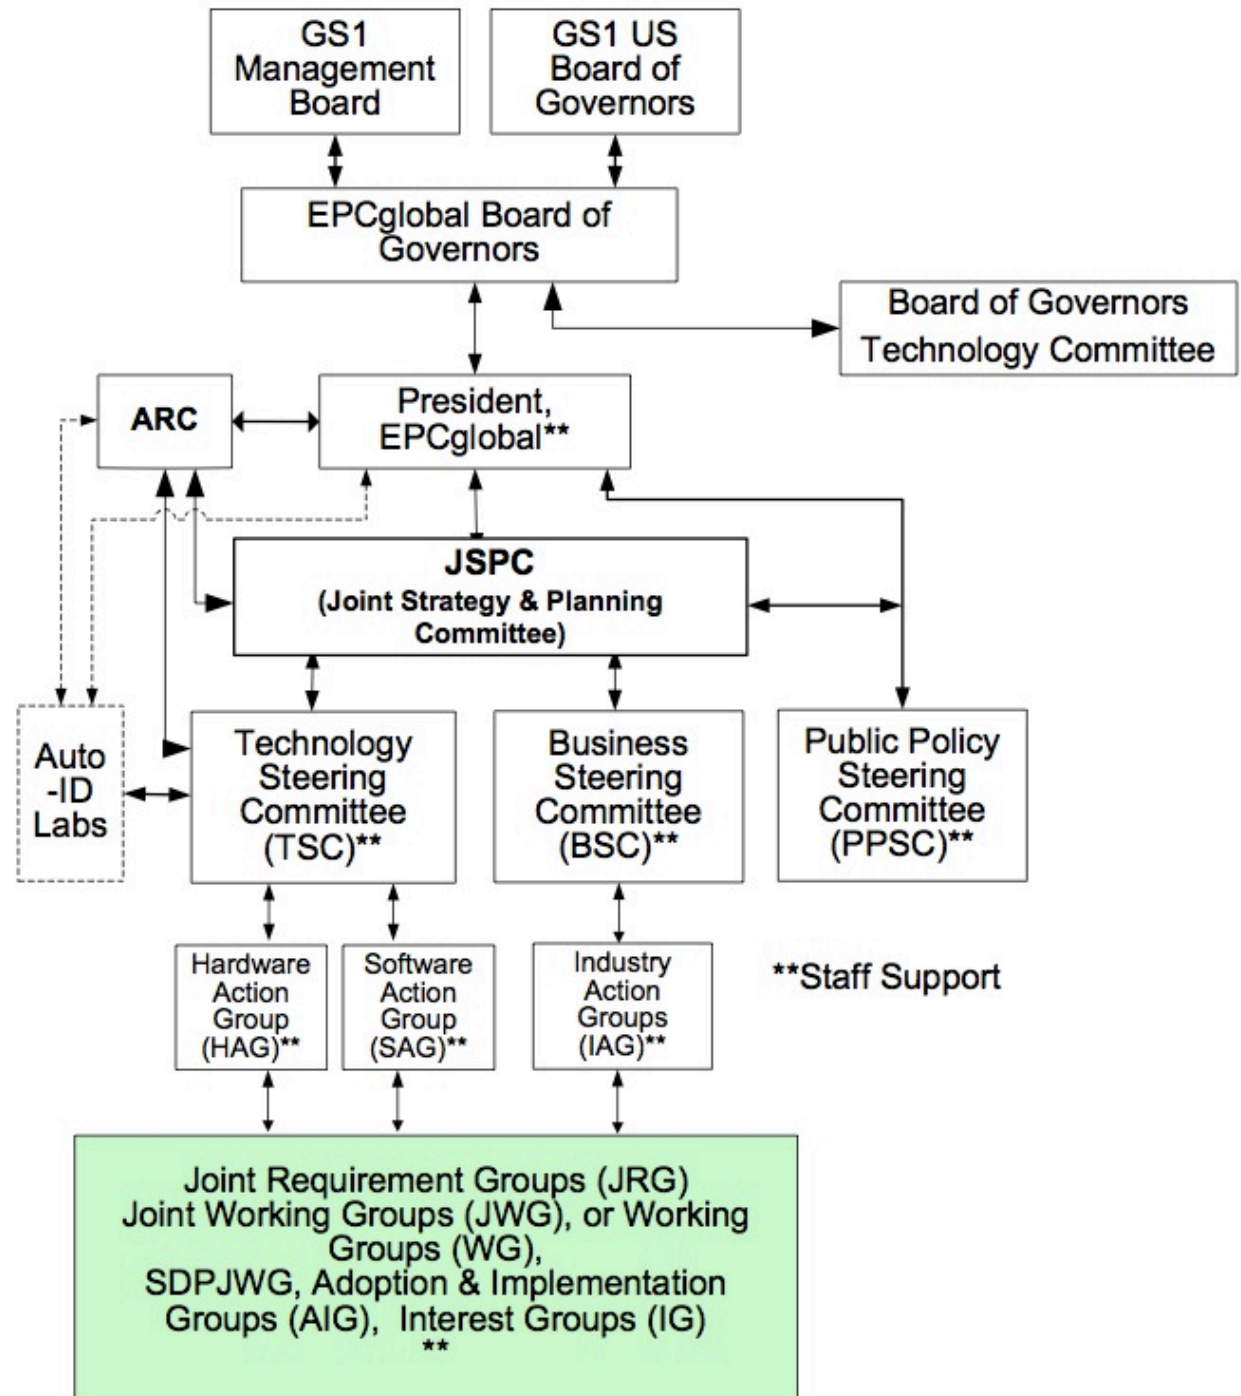 GS1
Management
Board
GS1 US
Board of
Governors
EPCglobal Board of
Governors
Board of Governors
Technology Committee
ARC
President,
EPCglobal**
JSPC
(Joint Strategy & Planning
Committee)
Auto
-ID
Labs
Technology
Steering
Committee
(TSC)**
Business
Steering
Committee
(BSC)**
Public Policy
Steering
Committee
(PPSC)**
Hardware
Action
Group
(HAG)**
Software
Action
Group
(SAG)**
Industry
Action
Groups
(IAG)**
**Staff Support
Joint Requirement Groups (JRG)
Joint Working Groups (JWG), or Working
Groups (WG),
SDPJWG, Adoption & Implementation
Groups (AIG), Interest Groups (IG)
**